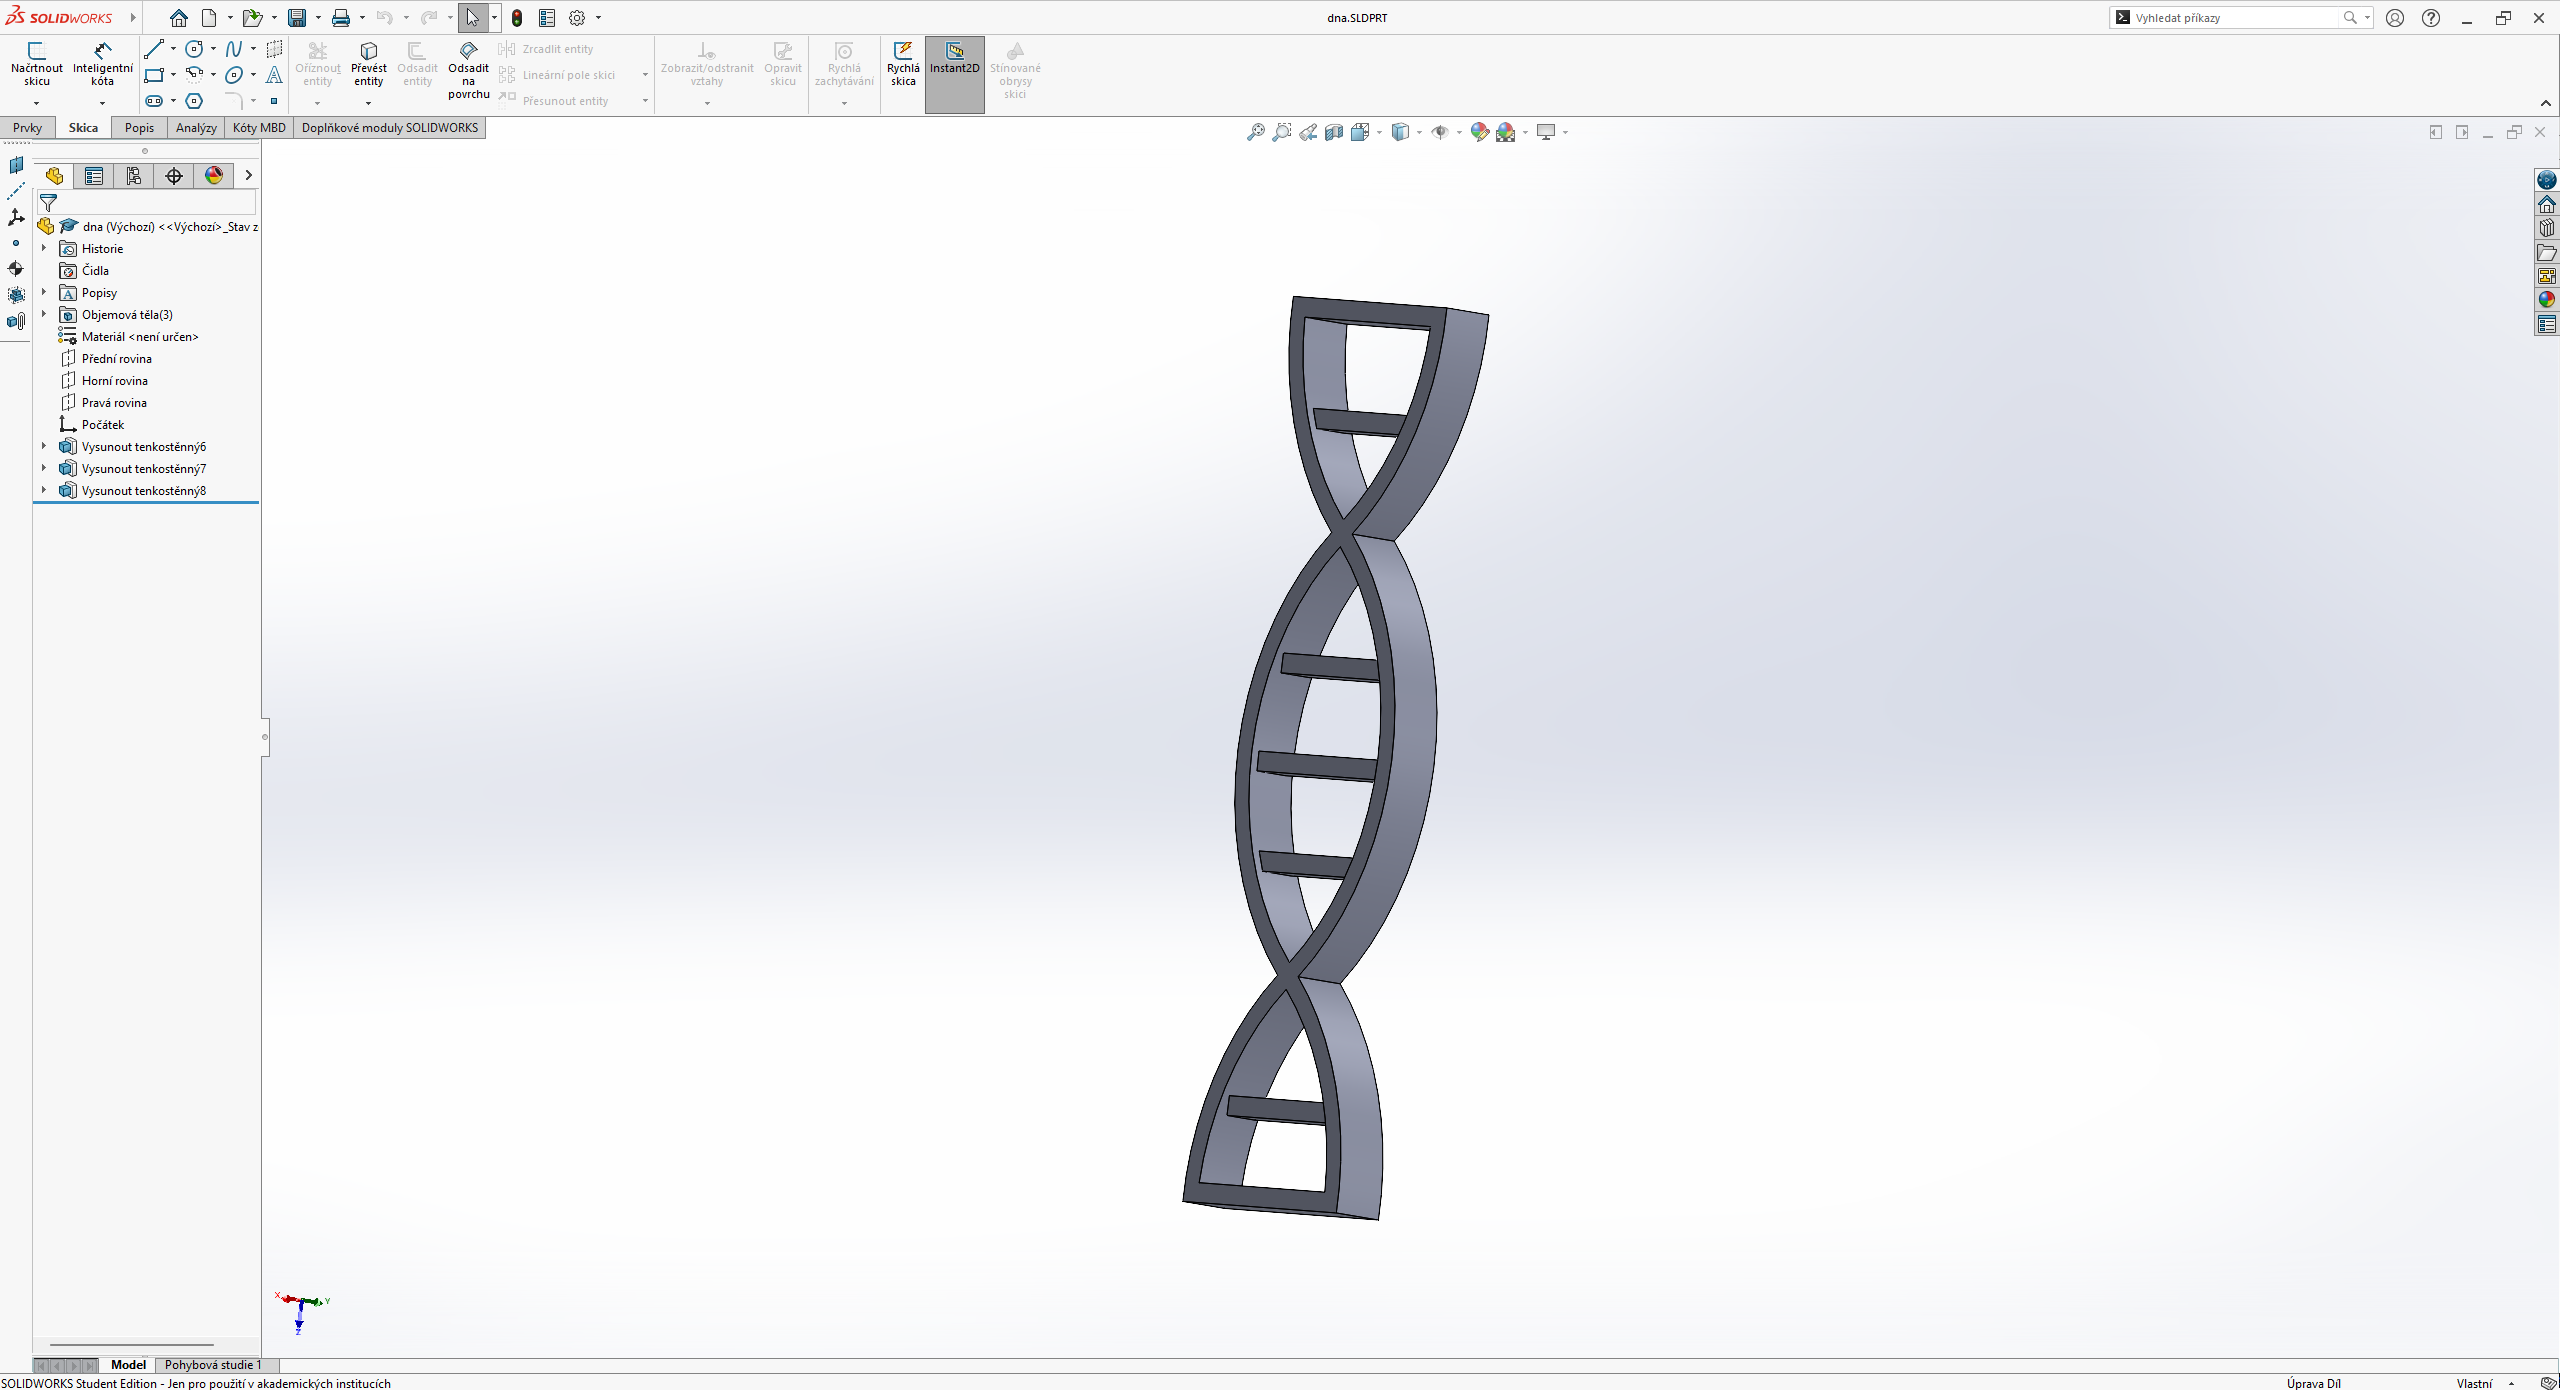 SOLIDWORKS
dna.SLDPRT
Vyhledat příkazy
Načrtnout skicu
Inteligentní kóta
Oříznout entity
Převést entity
Odsadit entity
Odsadit na povrchu
Zrcadlit entity
Lineární pole skici
Přesunout entity
Zobrazit/odstranit vztahy
Opravit skicu
Rychlá zachytávání
Rychlá skica
Instant2D
Stínované obrysy skici
Prvky
Skica
Popis
Analýzy
Kóty MBD
Doplňkové moduly SOLIDWORKS
dna (Výchozí) <<Výchozí>_Stav z
Historie
Čidla
Popisy
Objemová těla(3)
Materiál <není určen>
Přední rovina
Horní rovina
Pravá rovina
Počátek
Vysunout tenkostěnný6
Vysunout tenkostěnný7
Vysunout tenkostěnný8
X
Y
Z
Model
Pohybová studie 1
SOLIDWORKS Student Edition - Jen pro použití v akademických institucích
Úprava Díl
Vlastní